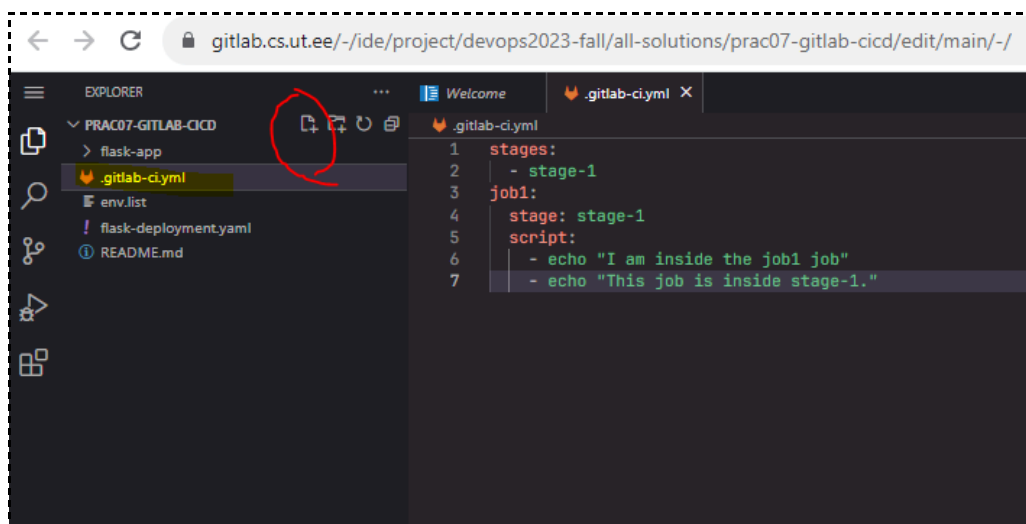 gitlab.cs.ut.ee/-/ide/project/devops2023-fall/all-solutions/prac07-gitlab-cicd/edit/main/-/
EXPLORER
PRAC07-GITLAB-CICD
flask-app
.gitlab-ci.yml
env.list
flask-deployment.yaml
README.md
Welcome
.gitlab-ci.yml
.gitlab-ci.yml
1 stages:
2 - stage-1
3 job1:
4 stage: stage-1
5 script:
6 - echo "I am inside the job1 job"
7 - echo "This job is inside stage-1."